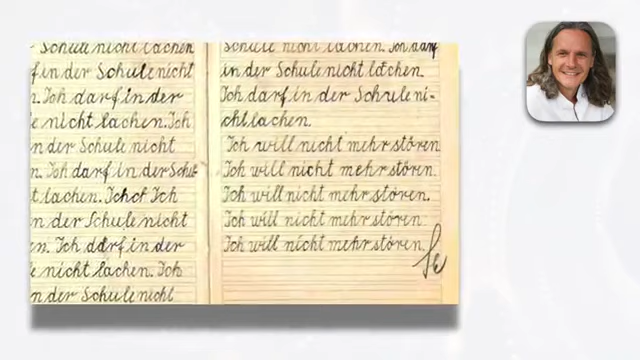 Schule nicht lachen
f in der Schule nicht
n. Ich darf in der
e nicht lachen. Ich
n der Schule nicht
n. Ich darf in der Schu-
t lachen. Ich
n der Schule nicht
n. Ich darf in der
e nicht lachen. Ich
n der Schule nicht
Schule nicht lachen. Ich darf
in der Schule nicht lachen.
Ich darf in der Schule ni-
cht lachen.
Ich will nicht mehr stören
Ich will nicht mehr stören.
Ich will nicht mehr stören.
Ich will nicht mehr stören
Ich will nicht mehr stören.